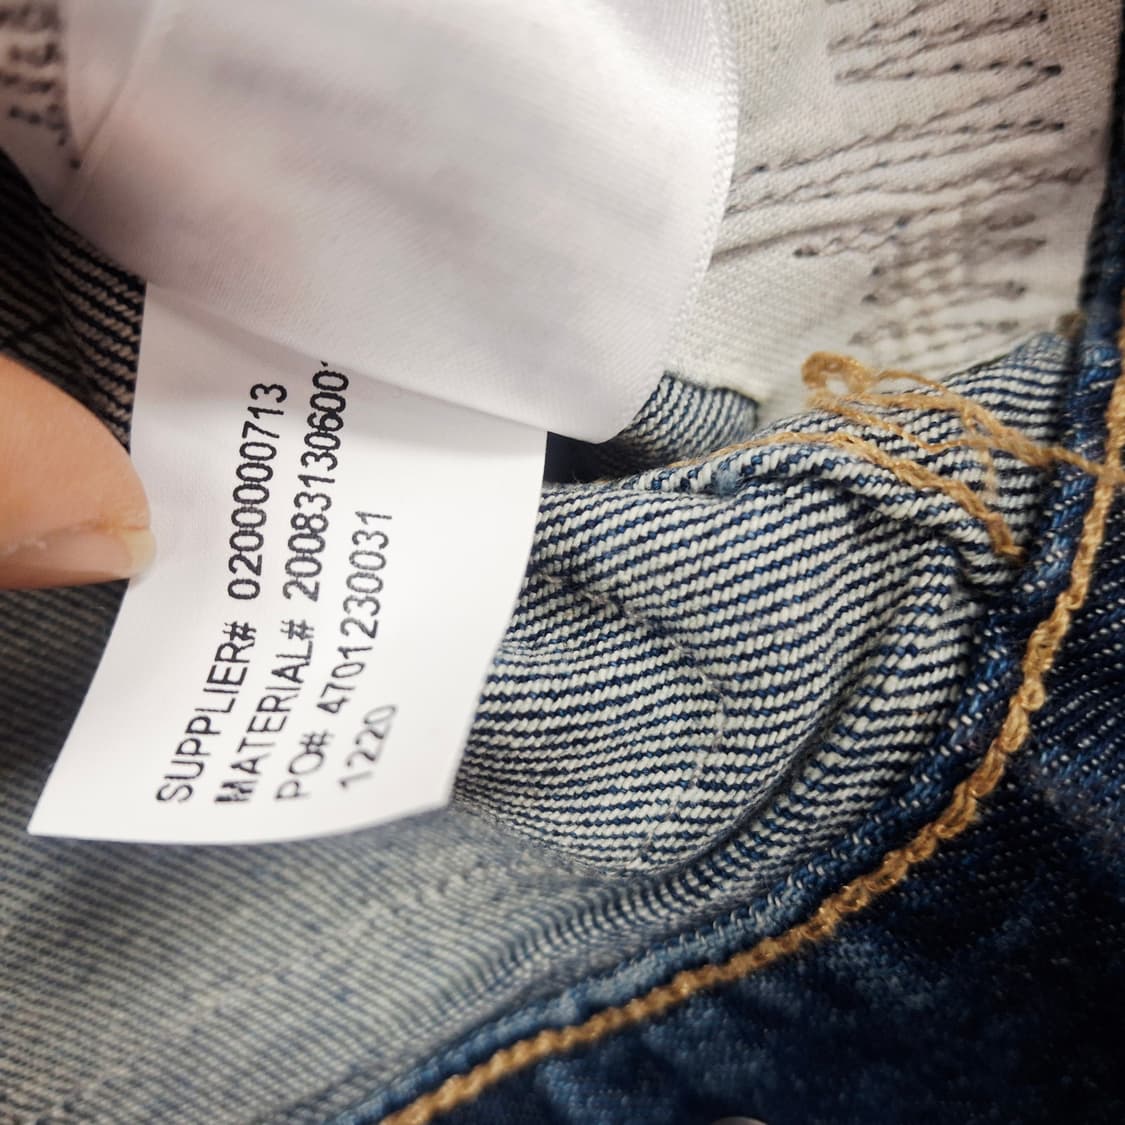 SUPPLIER# 0200000713
MATERIAL# 20083130600
PO# 4701230031
1220